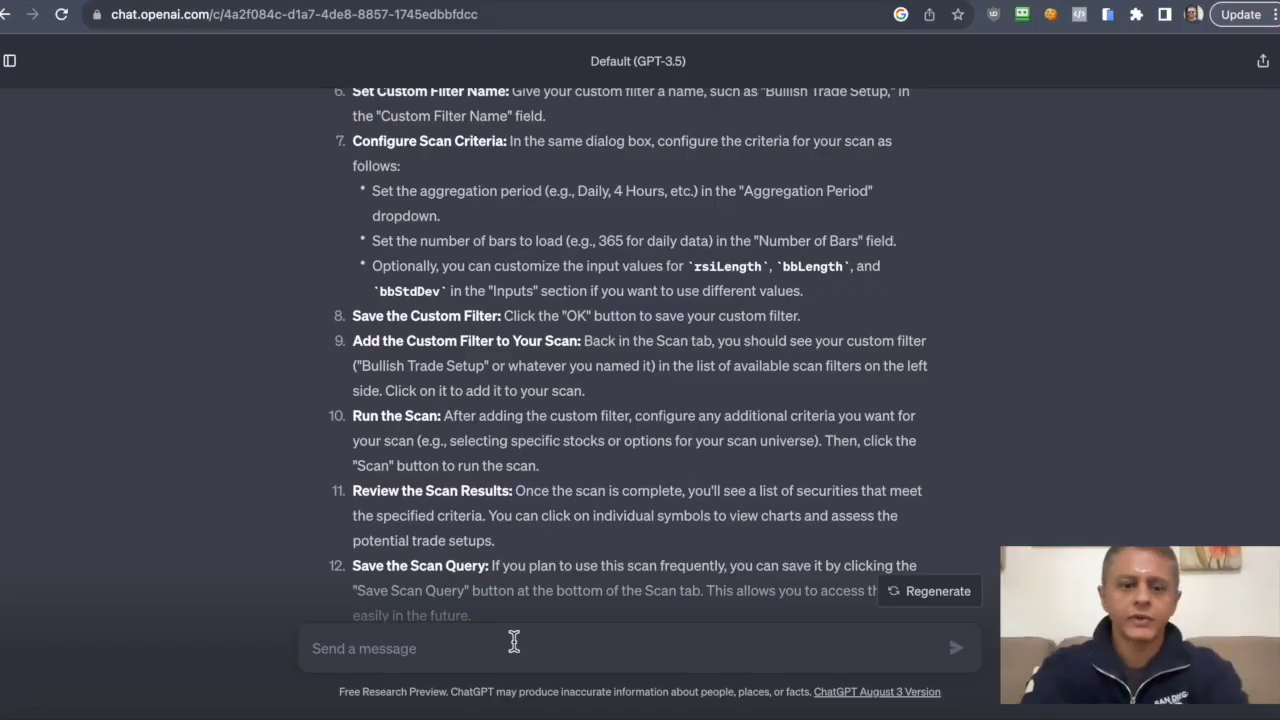 chat.openai.com/c/4a2f084c-d1a7-4de8-8857-1745edbbfdcc
Update
Default (GPT-3.5)
6. Set Custom Filter Name: Give your custom filter a name, such as "Bullish Trade Setup," in
the "Custom Filter Name" field.
7. Configure Scan Criteria: In the same dialog box, configure the criteria for your scan as
follows:
• Set the aggregation period (e.g., Daily, 4 Hours, etc.) in the "Aggregation Period"
dropdown.
• Set the number of bars to load (e.g., 365 for daily data) in the "Number of Bars" field.
• Optionally, you can customize the input values for `rsiLength`, `bbLength`, and
`bbStdDev` in the "Inputs" section if you want to use different values.
8. Save the Custom Filter: Click the "OK" button to save your custom filter.
9. Add the Custom Filter to Your Scan: Back in the Scan tab, you should see your custom filter
("Bullish Trade Setup" or whatever you named it) in the list of available scan filters on the left
side. Click on it to add it to your scan.
10. Run the Scan: After adding the custom filter, configure any additional criteria you want for
your scan (e.g., selecting specific stocks or options for your scan universe). Then, click the
"Scan" button to run the scan.
11. Review the Scan Results: Once the scan is complete, you'll see a list of securities that meet
the specified criteria. You can click on individual symbols to view charts and assess the
potential trade setups.
12. Save the Scan Query: If you plan to use this scan frequently, you can save it by clicking the
"Save Scan Query" button at the bottom of the Scan tab. This allows you to access
Regenerate
easily in the future.
Send a message
Free Research Preview. ChatGPT may produce inaccurate information about people, places, or facts. ChatGPT August 3 Version
SAN DIEG